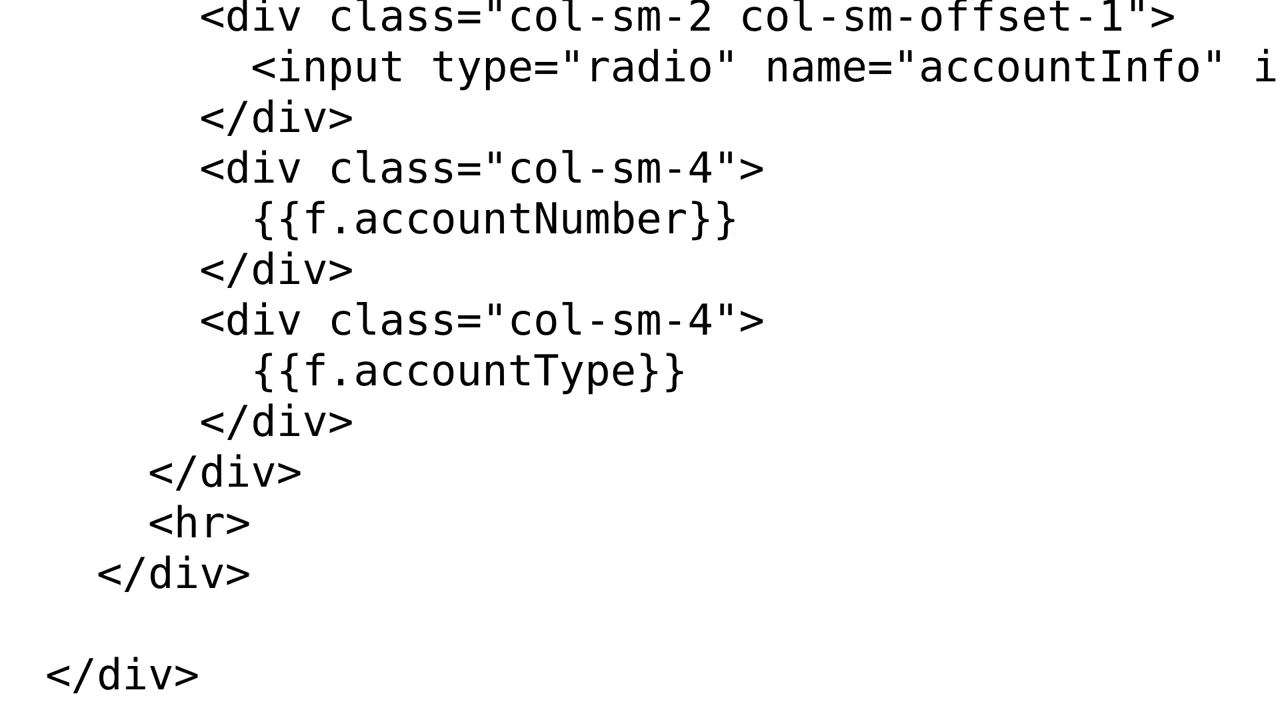 <div class="col-sm-2 col-sm-offset-1">
<input type="radio" name="accountInfo" i
</div>
<div class="col-sm-4">
{{f.accountNumber}}
</div>
<div class="col-sm-4">
{{f.accountType}}
</div>
</div>
<hr>
</div>
</div>